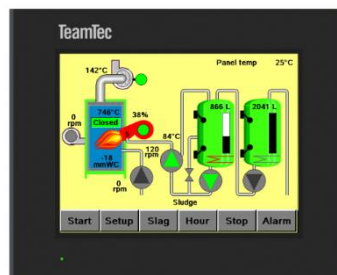 TeamTec
Panel temp 25°C
142°C
866 L
2041 L
746°C
38%
0
rpm
Closed
84°C
120
rpm
-18
mmWC
0
rpm
Sludge
Start Setup Slag Hour Stop Alarm